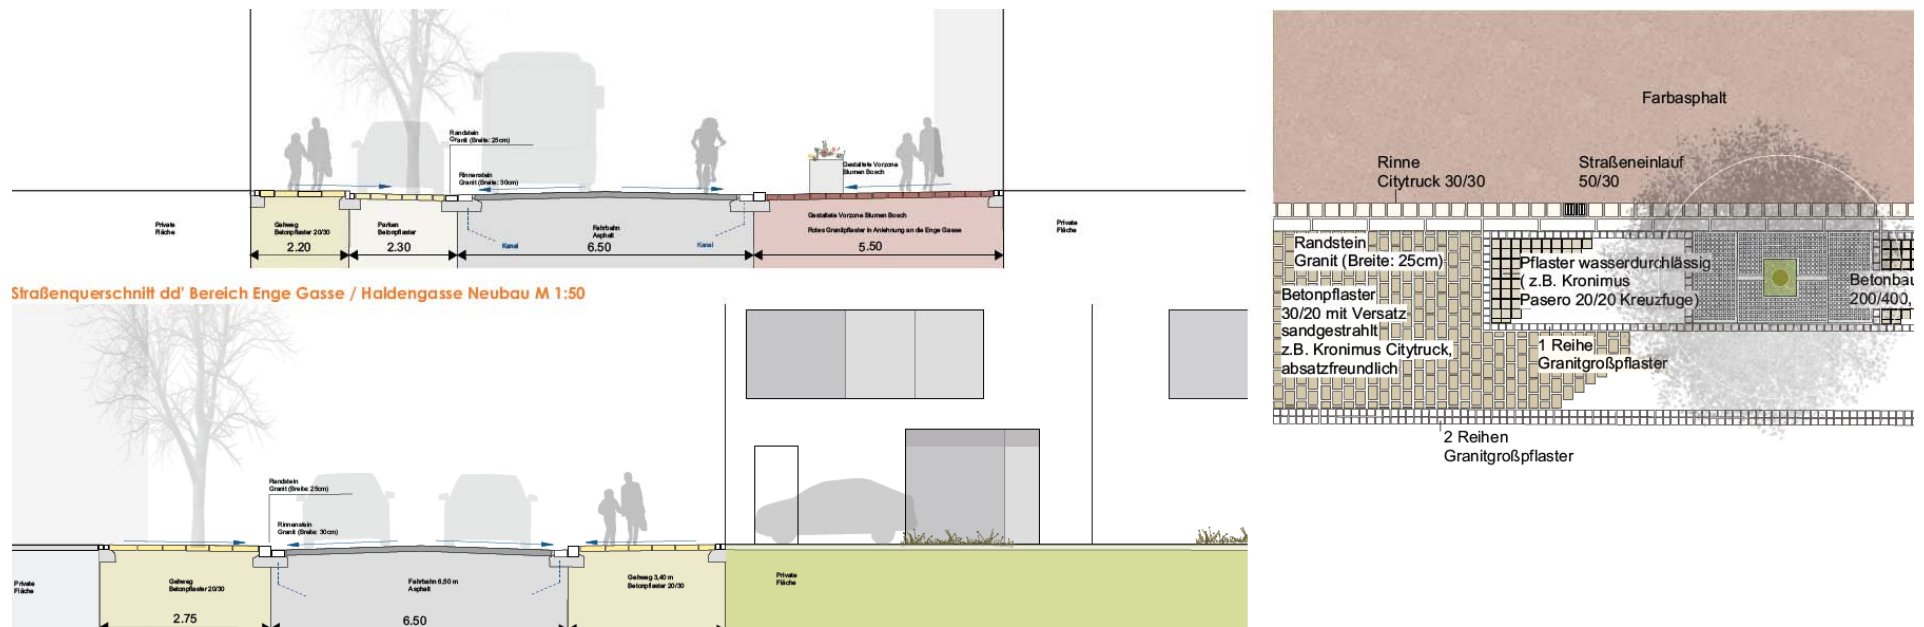 Randstein
Granit (Breite: 25cm)
Rinnenstein
Granit (Breite: 30cm)
Gestaltete Vorzone
Blumen Bosch
Private
Fläche
Gehweg
Betonpflaster 20/30
2.20
Parken
Betonpflaster
2.30
Kanal
Fahrbahn
Asphalt
6.50
Kanal
Gestaltete Vorzone Blumen Bosch
Rotes Granitpflaster in Anlehnung an die Enge Gasse
5.50
Private
Fläche
Straßenquerschnitt dd' Bereich Enge Gasse / Haldengasse Neubau M 1:50
Randstein
Granit (Breite: 25cm)
Rinnenstein
Granit (Breite: 30cm)
Private
Fläche
Gehweg
Betonpflaster 20/30
2.75
Fahrbahn 6,50 m
Asphalt
6.50
Gehweg 3,40 m
Betonpflaster 20/30
Private
Fläche
Farbasphalt
Rinne
Citytruck 30/30
Straßeneinlauf
50/30
Randstein
Granit (Breite: 25cm)
Pflaster wasserdurchlässig
( z.B. Kronimus
Pasero 20/20 Kreuzfuge)
Betonbau
200/400,
Betonpflaster
30/20 mit Versatz
sandgestrahlt
z.B. Kronimus Citytruck,
absatzfreundlich
1 Reihe
Granitgroßpflaster
2 Reihen
Granitgroßpflaster